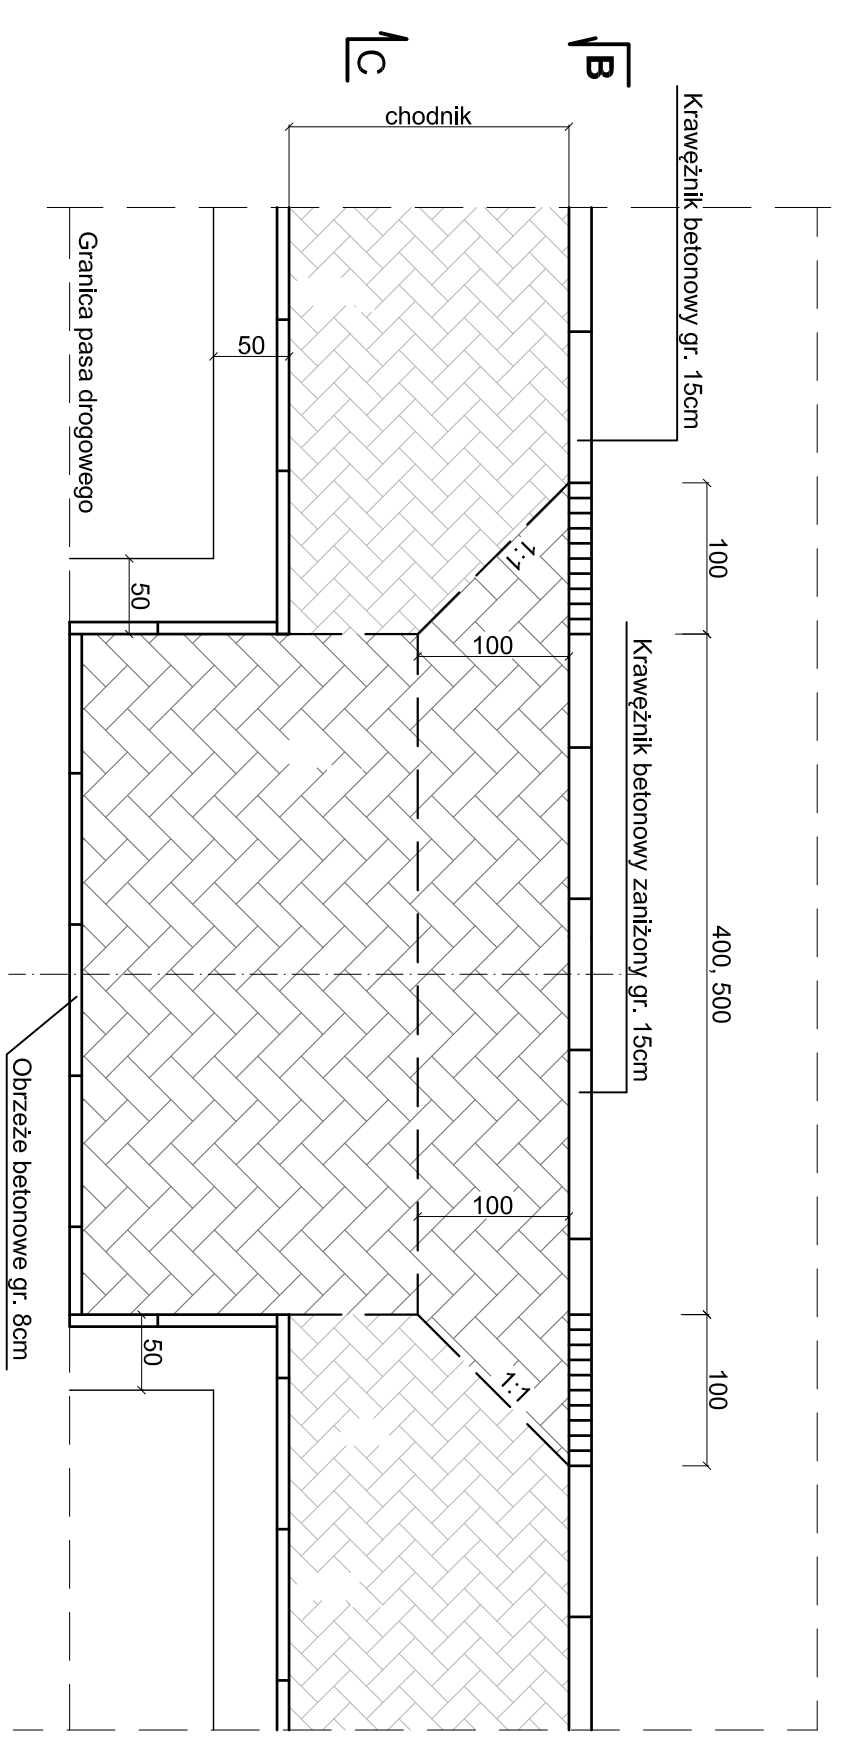 C
B
chodnik
Krawężnik betonowy gr. 15cm
Granica pasa drogowego
50
100
1:1
50
100
Krawężnik betonowy zaniżony gr. 15cm
400, 500
Obrzeże betonowe gr. 8cm
100
50
1:1
100